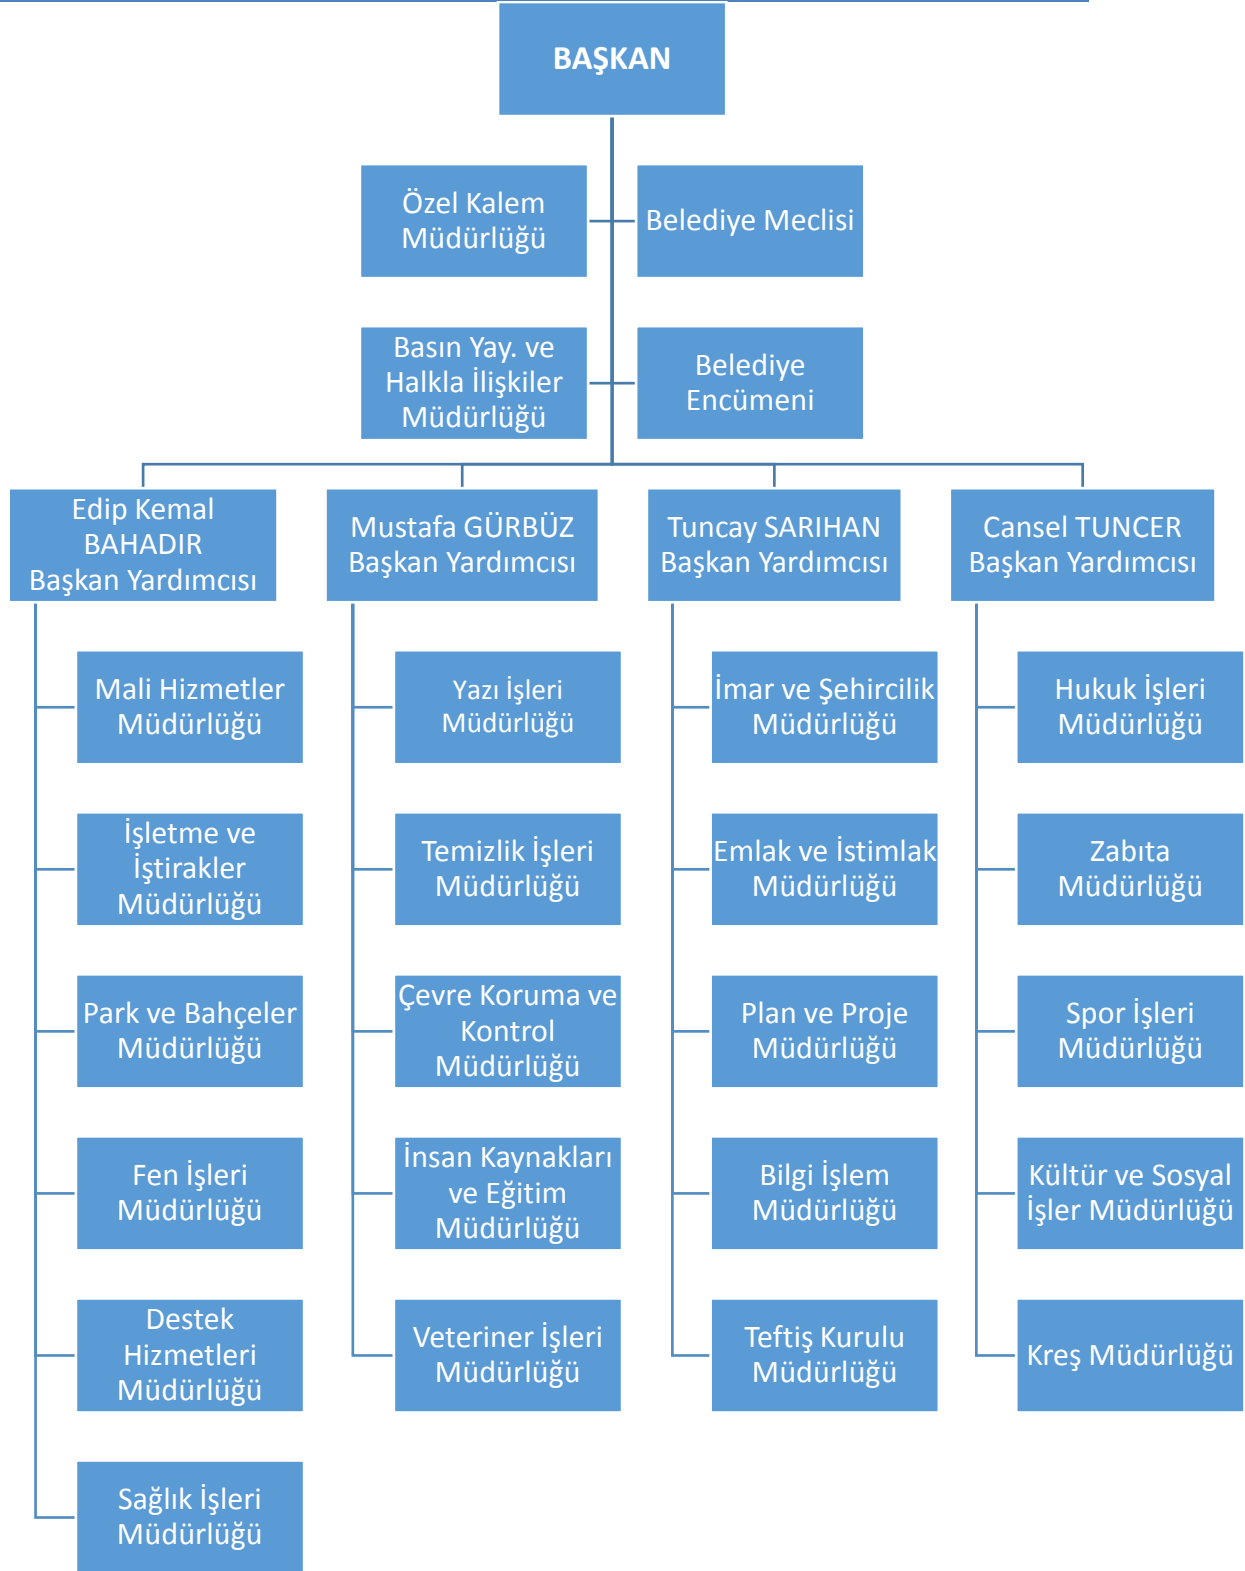 BAŞKAN
Özel Kalem
Müdürlüğü
Belediye Meclisi
Basın Yay. ve
Halkla İlişkiler
Müdürlüğü
Belediye
Encümeni
Edip Kemal
BAHADIR
Başkan Yardımcısı
Mali Hizmetler
Müdürlüğü
İşletme ve
İştirakler
Müdürlüğü
Park ve Bahçeler
Müdürlüğü
Fen İşleri
Müdürlüğü
Destek
Hizmetleri
Müdürlüğü
Sağlık İşleri
Müdürlüğü
Mustafa GÜRBÜZ
Başkan Yardımcısı
Yazı İşleri
Müdürlüğü
Temizlik İşleri
Müdürlüğü
Çevre Koruma ve
Kontrol
Müdürlüğü
İnsan Kaynakları
ve Eğitim
Müdürlüğü
Veteriner İşleri
Müdürlüğü
Tuncay SARIHAN
Başkan Yardımcısı
İmar ve Şehircilik
Müdürlüğü
Emlak ve İstimlak
Müdürlüğü
Plan ve Proje
Müdürlüğü
Bilgi İşlem
Müdürlüğü
Teftiş Kurulu
Müdürlüğü
Cansel TUNCER
Başkan Yardımcısı
Hukuk İşleri
Müdürlüğü
Zabıta
Müdürlüğü
Spor İşleri
Müdürlüğü
Kültür ve Sosyal
İşler Müdürlüğü
Kreş Müdürlüğü